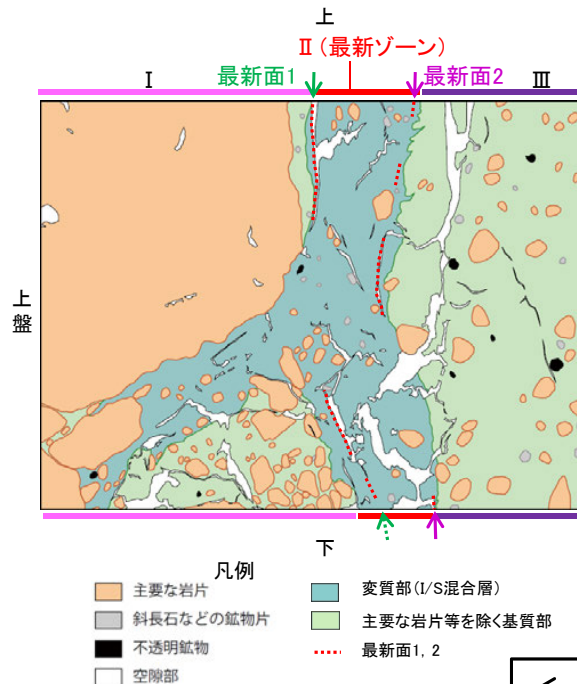 上
Ⅱ(最新ゾーン)
Ⅰ 最新面1 最新面2 Ⅲ
上盤
下
凡例
主要な岩片
斜長石などの鉱物片
不透明鉱物
空隙部
変質部(I/S混合層)
主要な岩片等を除く基質部
最新面1, 2